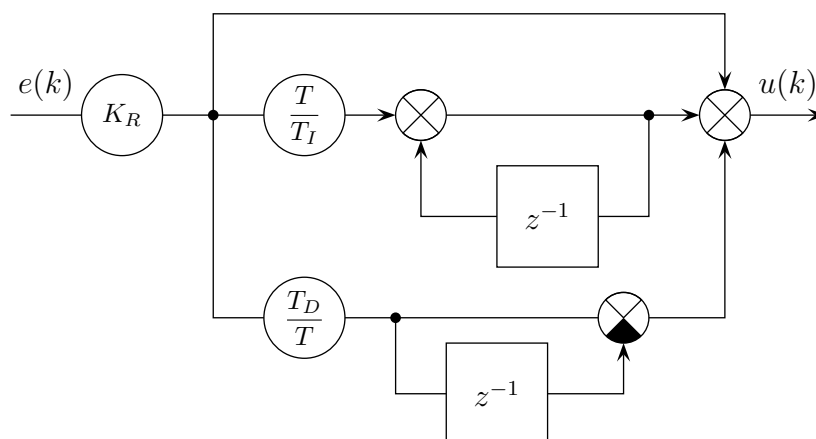 e(k)
K_R
T/T_I
u(k)
z^{-1}
T_D/T
z^{-1}